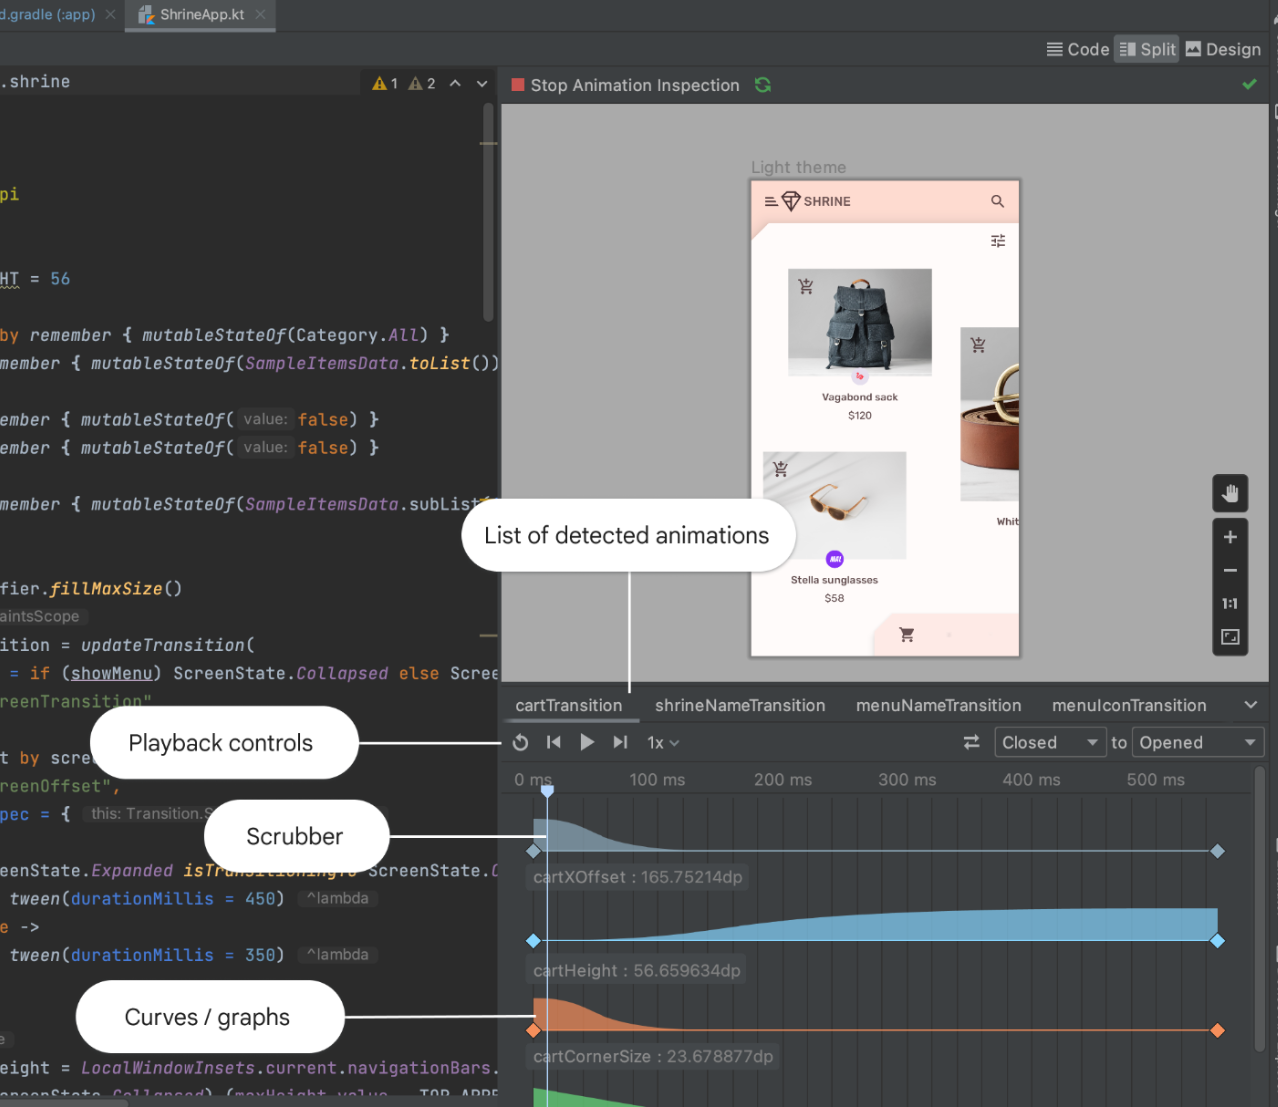 d.gradle (:app)
ShrineApp.kt
Code
Split
Design
.shrine
1
2
Stop Animation Inspection
Light theme
SHRINE
pi
HT = 56
by remember { mutableStateOf(Category.All) }
member { mutableStateOf(SampleItemsData.toList())
Vagabond sack
$120
ember { mutableStateOf( value: false) }
ember { mutableStateOf( value: false) }
member { mutableStateOf(SampleItemsData.subList(
Whit
List of detected animations
Stella sunglasses
$58
fier.fillMaxSize()
aintsScope
1:1
ition = updateTransition(
= if (showMenu) ScreenState.Collapsed else Scree
reenTransition"
cartTransition
shrineNameTransition
menuNameTransition
menuIconTransition
Playback controls
1x
Closed
to
Opened
t by scree
reenOffset",
pec = { this: Transition.S
0 ms
100 ms
200 ms
300 ms
400 ms
500 ms
Scrubber
eenState.Expanded isTransitioningTo ScreenState.C
cartXOffset : 165.75214dp
tween(durationMillis = 450) ^lambda
e ->
tween(durationMillis = 350) ^lambda
cartHeight : 56.659634dp
Curves / graphs
e
cartCornerSize : 23.678877dp
eight = LocalWindowInsets.current.navigationBars.